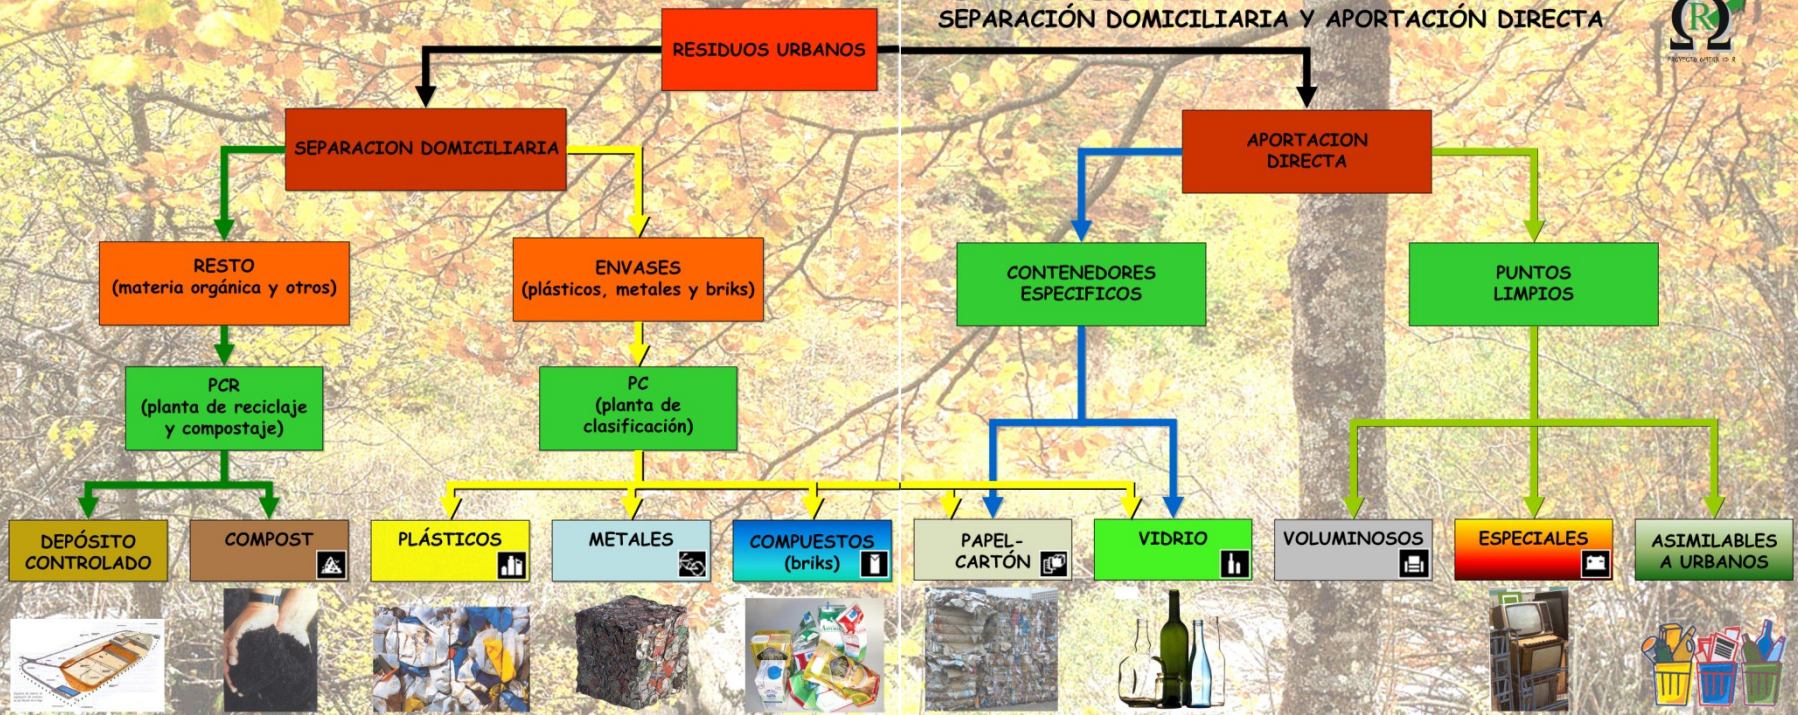 SEPARACIÓN DOMICILIARIA Y APORTACIÓN DIRECTA
RESIDUOS URBANOS
SEPARACION DOMICILIARIA
APORTACION
DIRECTA
RESTO
(materia orgánica y otros)
ENVASES
(plásticos, metales y briks)
CONTENEDORES
ESPECIFICOS
PUNTOS
LIMPIOS
PCR
(planta de reciclaje
y compostaje)
PC
(planta de
clasificación)
DEPÓSITO
CONTROLADO
COMPOST
PLÁSTICOS
METALES
COMPUESTOS
(briks)
PAPEL-
CARTÓN
VIDRIO
VOLUMINOSOS
ESPECIALES
ASIMILABLES
A URBANOS
Ω R
PROYECTO OMEGA R